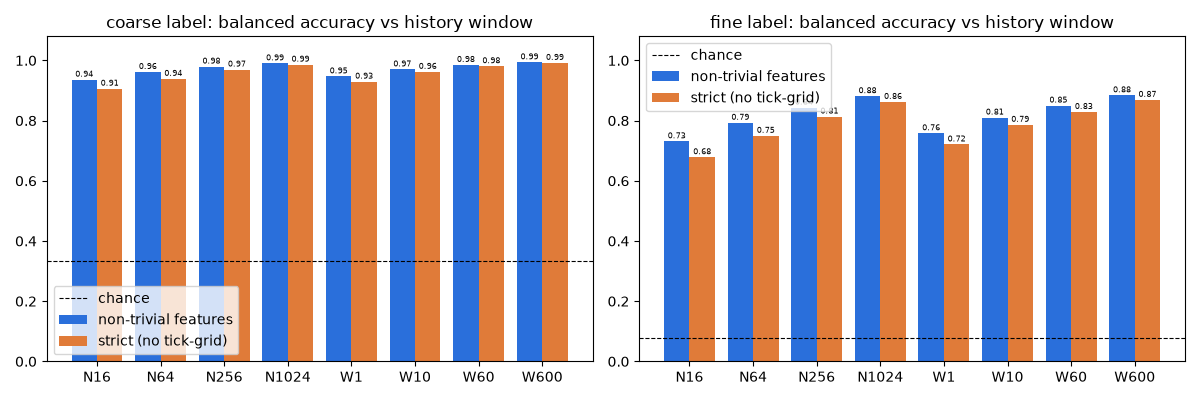 coarse label: balanced accuracy vs history window
1.0
0.8
0.6
0.4
0.2
0.0
0.94 0.91 0.96 0.94 0.98 0.97 0.99 0.99 0.95 0.93 0.97 0.96 0.98 0.98 0.99 0.99
chance
non-trivial features
strict (no tick-grid)
N16 N64 N256 N1024 W1 W10 W60 W600
fine label: balanced accuracy vs history window
1.0
0.8
0.6
0.4
0.2
0.0
chance
non-trivial features
strict (no tick-grid)
0.73 0.68 0.79 0.75 0.81 0.88 0.86 0.76 0.72 0.81 0.79 0.85 0.83 0.88 0.87
N16 N64 N256 N1024 W1 W10 W60 W600